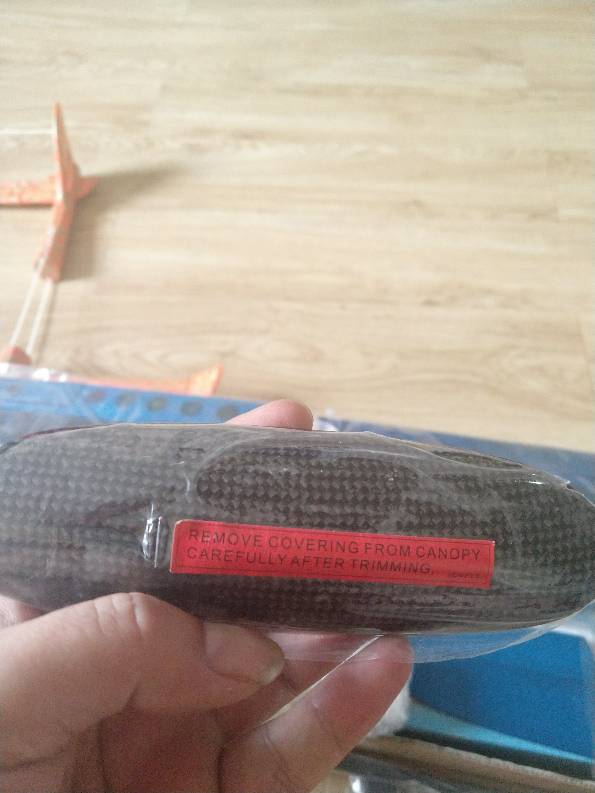 REMOVE COVERING FROM CANOPY
CAREFULLY AFTER TRIMMING.